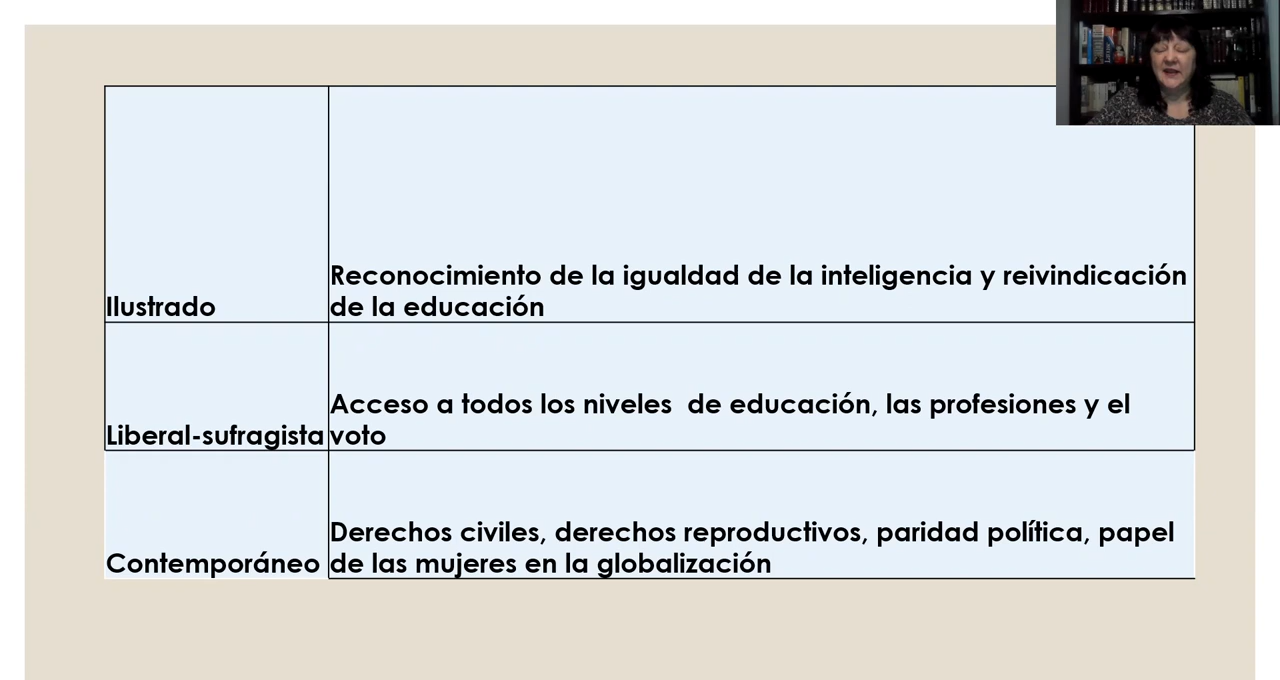 Reconocimiento de la igualdad de la inteligencia y reivindicación
Ilustrado de la educación
Acceso a todos los niveles  de educación, las profesiones y el
Liberal-sufragista voto
Derechos civiles, derechos reproductivos, paridad política, papel
Contemporáneo de las mujeres en la globalización